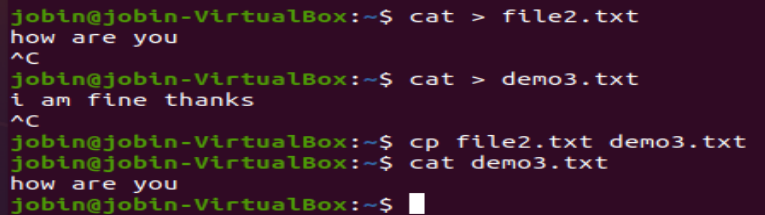 jobin@jobin-VirtualBox:~$ cat > file2.txt
how are you
^C
jobin@jobin-VirtualBox:~$ cat > demo3.txt
i am fine thanks
^C
jobin@jobin-VirtualBox:~$ cp file2.txt demo3.txt
jobin@jobin-VirtualBox:~$ cat demo3.txt
how are you
jobin@jobin-VirtualBox:~$